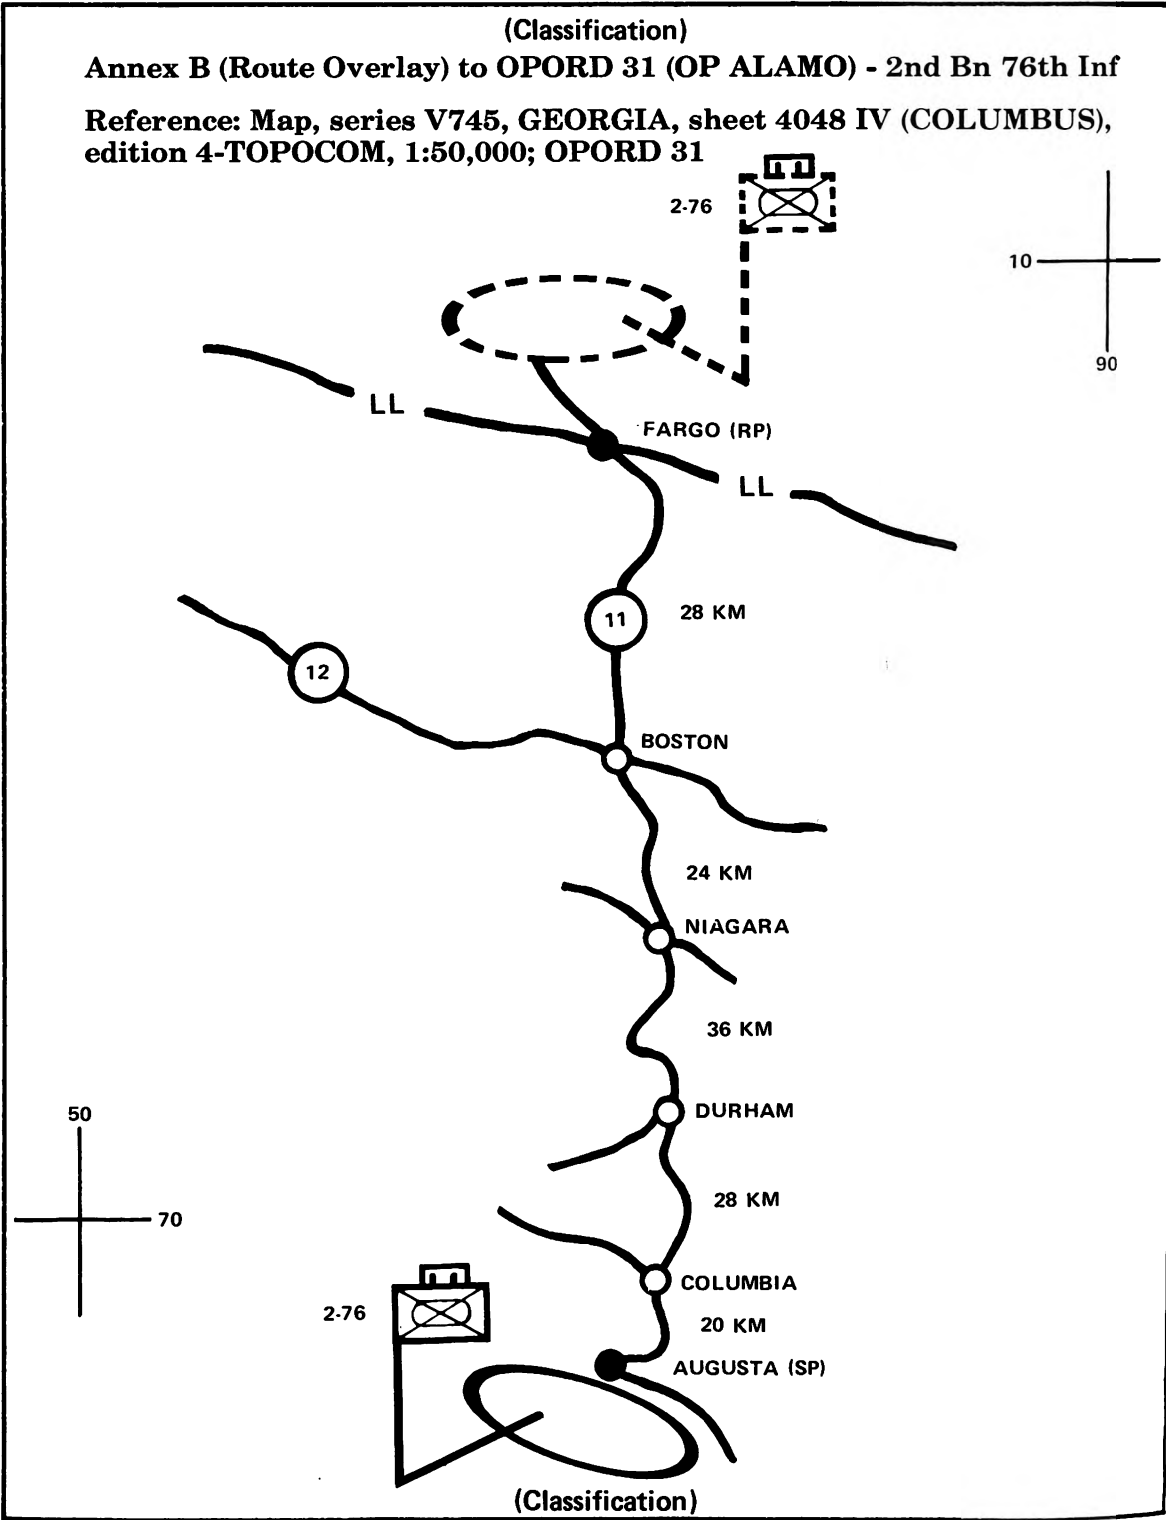 (Classification)
Annex B (Route Overlay) to OPORD 31 (OP ALAMO) - 2nd Bn 76th Inf
Reference: Map, series V745, GEORGIA, sheet 4048 IV (COLUMBUS),
edition 4-TOPOCOM, 1:50,000; OPORD 31
2-76
10
90
LL
FARGO (RP)
LL
11
28 KM
12
BOSTON
24 KM
NIAGARA
36 KM
50
DURHAM
28 KM
70
COLUMBIA
2-76
20 KM
AUGUSTA (SP)
(Classification)